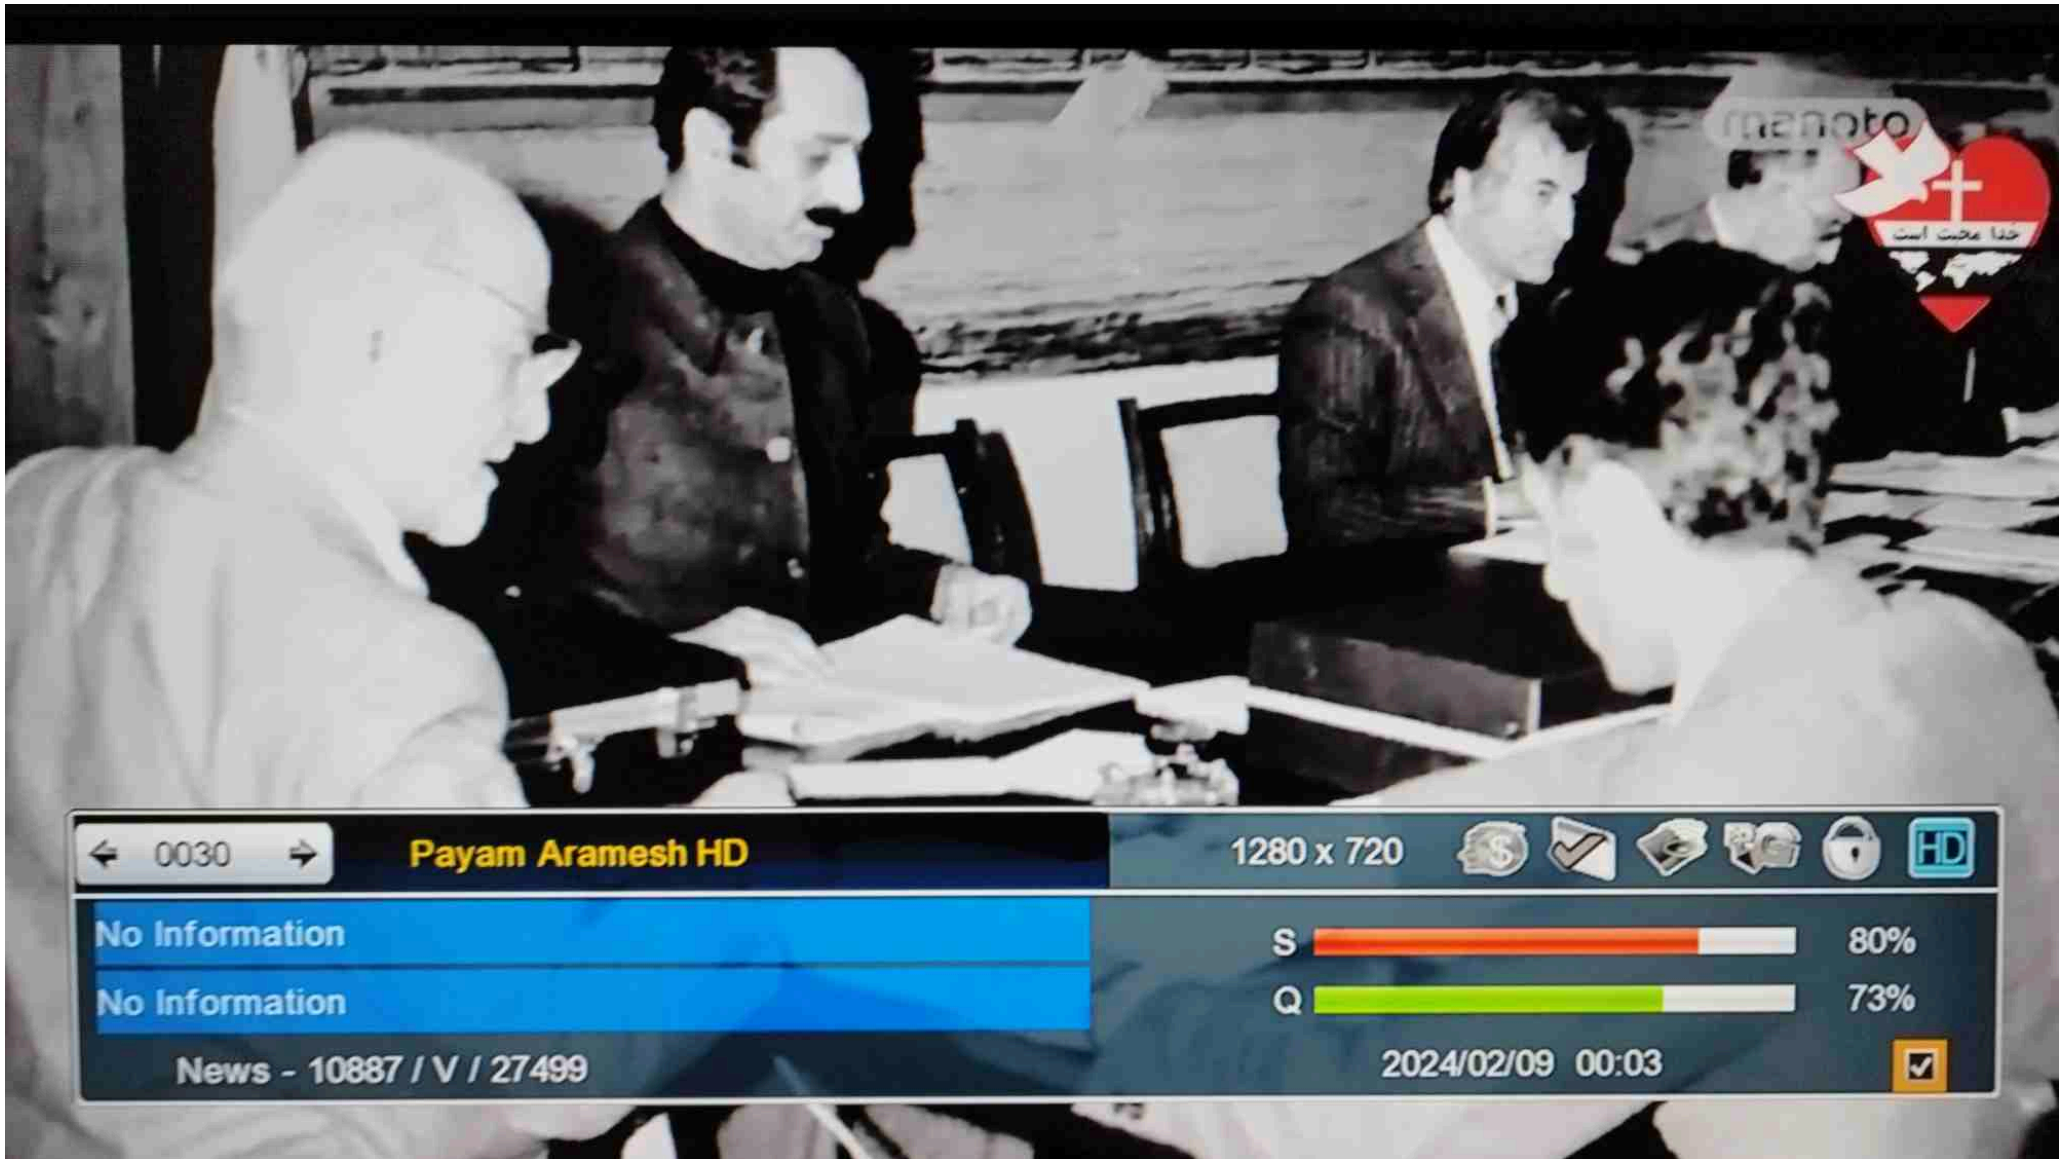 manoto
خدا محبت است
0030
Payam Aramesh HD
1280 x 720
$
HD
No Information
S
80%
No Information
Q
73%
News - 10887 / V / 27499
2024/02/09 00:03